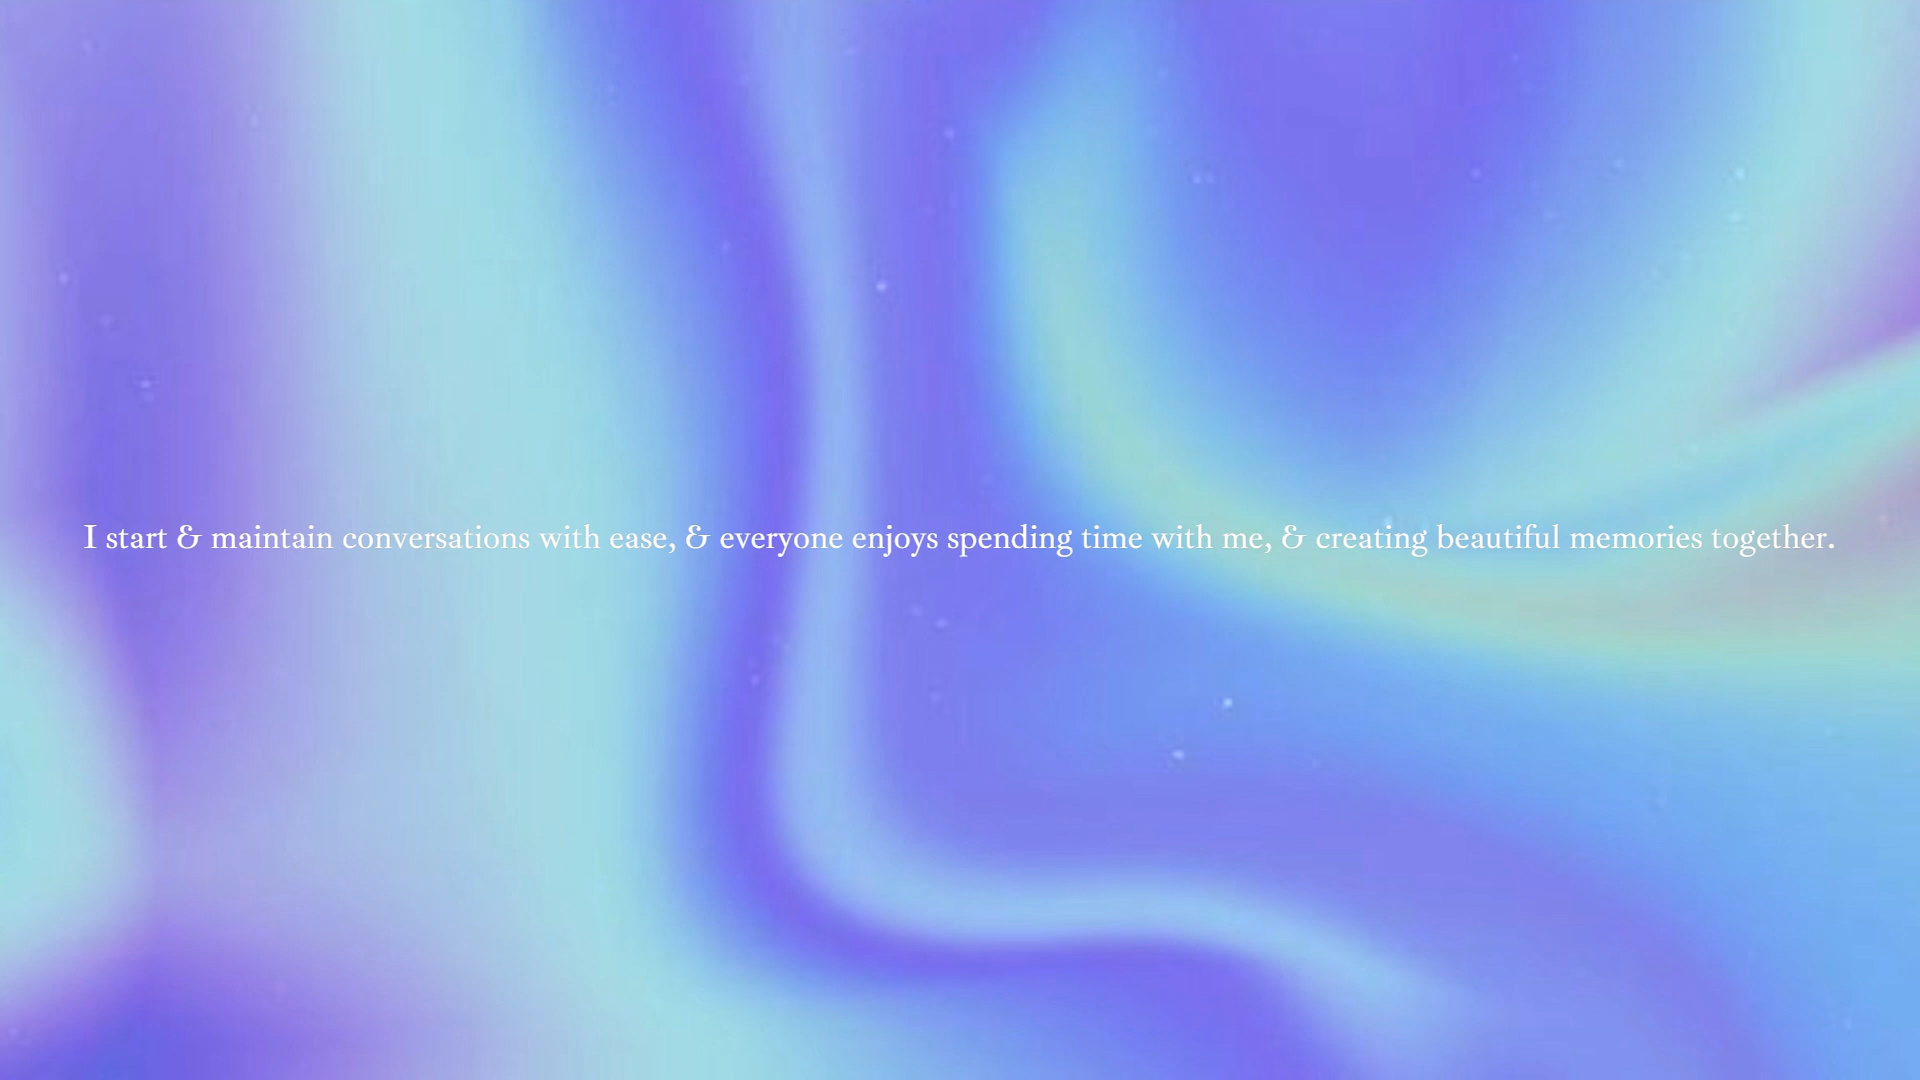 I start & maintain conversations with ease, & everyone enjoys spending time with me, & creating beautiful memories together.